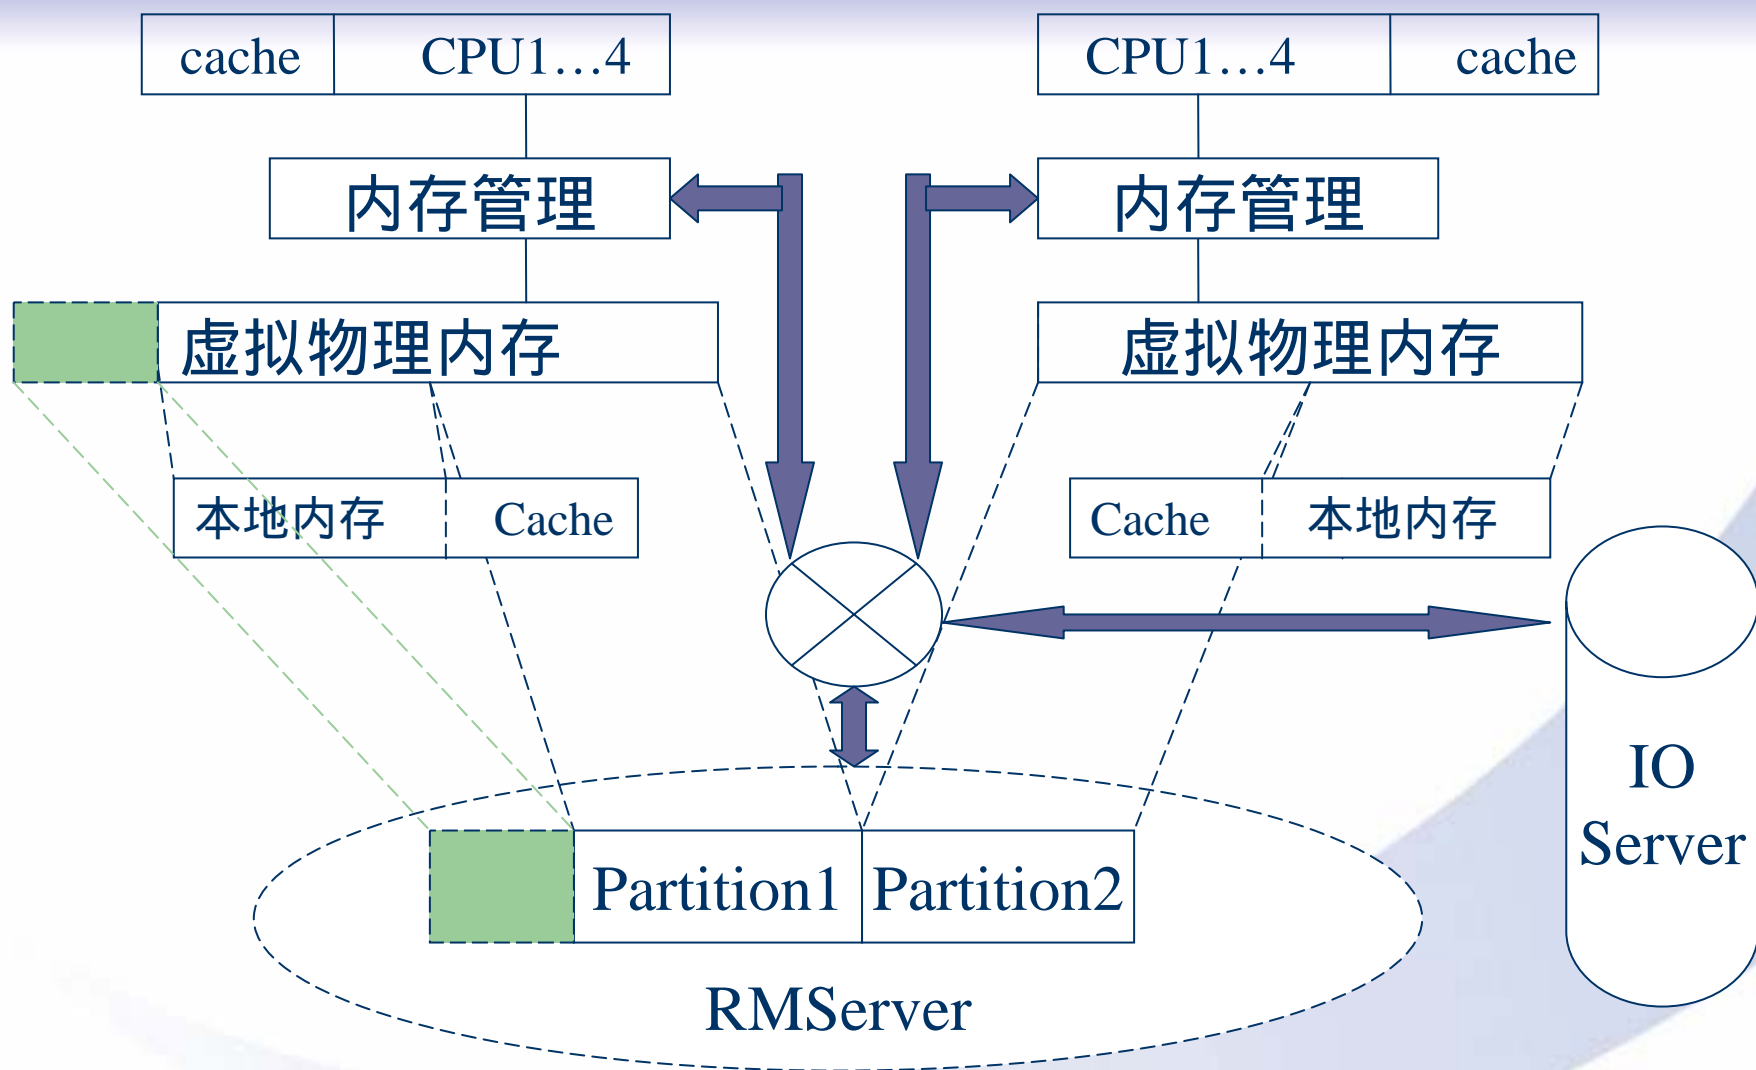 cache CPU1…4 CPU1…4 cache
内存管理 内存管理
虚拟物理内存 虚拟物理内存
本地内存 Cache Cache 本地内存
IO
Server
Partition1 Partition2
RMServer